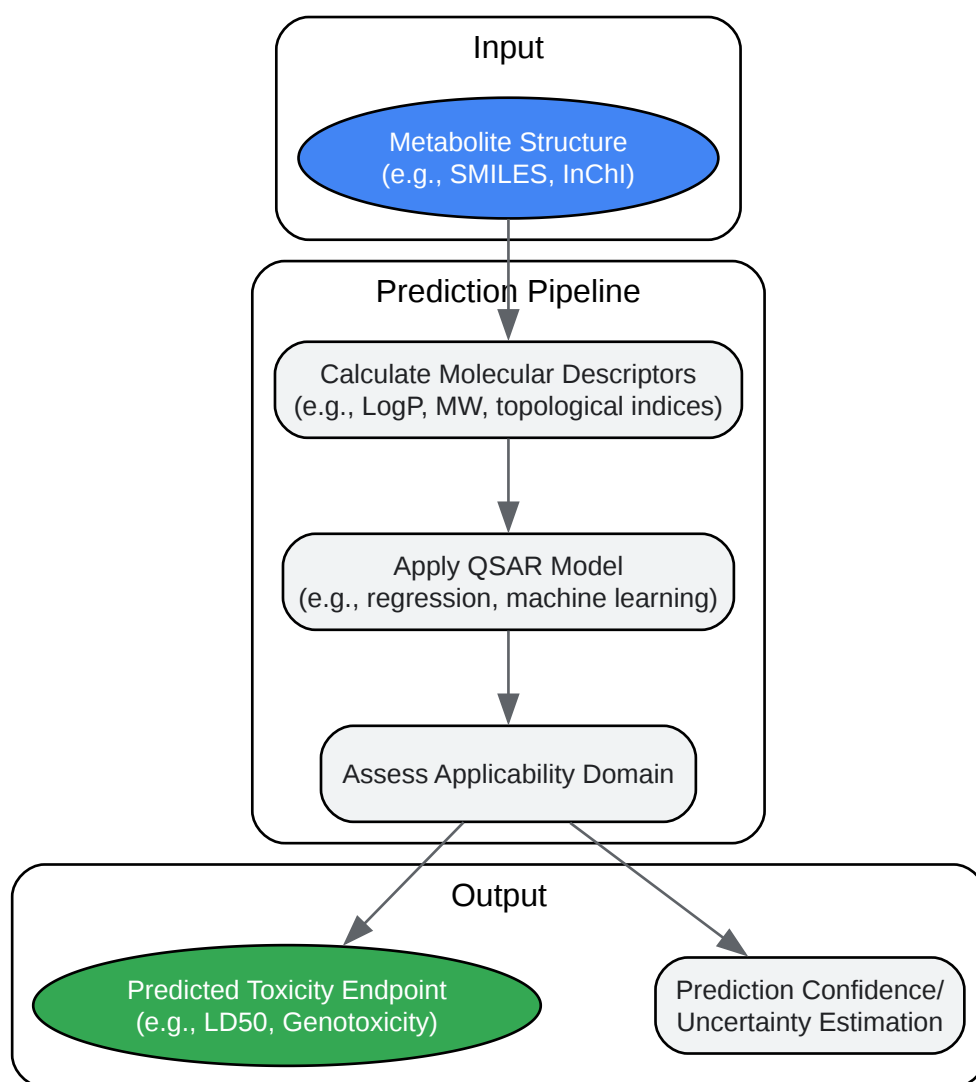 Input
Metabolite Structure
(e.g., SMILES, InChI)
Prediction Pipeline
Calculate Molecular Descriptors
(e.g., LogP, MW, topological indices)
Apply QSAR Model
(e.g., regression, machine learning)
Assess Applicability Domain
Output
Predicted Toxicity Endpoint
(e.g., LD50, Genotoxicity)
Prediction Confidence/
Uncertainty Estimation